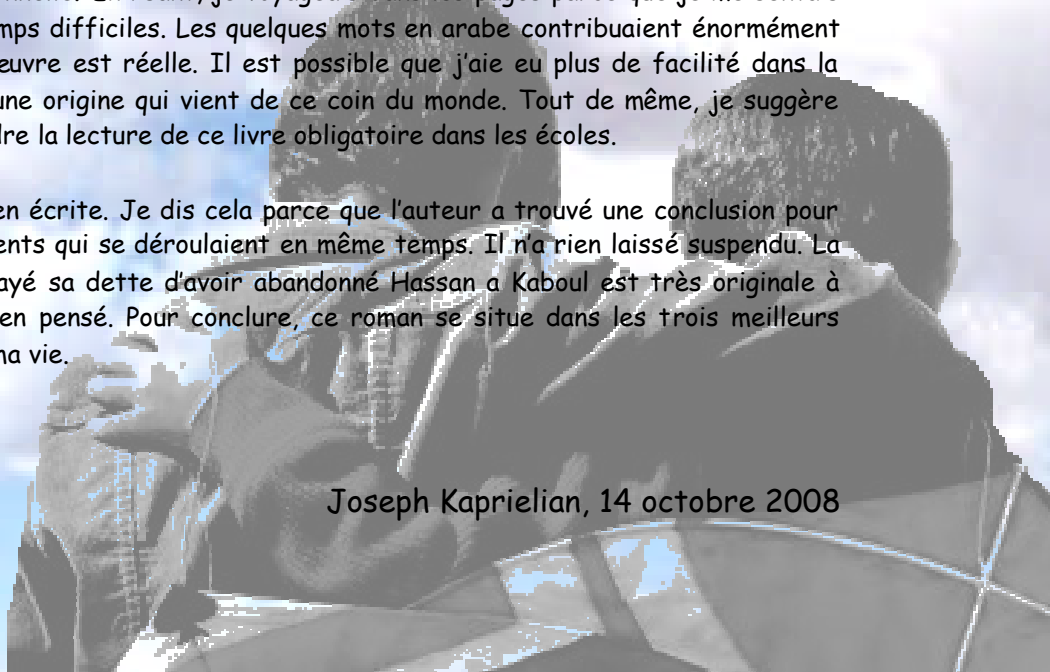 mps difficiles. Les quelques mots en arabe contribuaient énormément
œuvre est réelle. Il est possible que j'aie eu plus de facilité dans la
une origine qui vient de ce coin du monde. Tout de même, je suggère
dre la lecture de ce livre obligatoire dans les écoles.
en écrite. Je dis cela parce que l'auteur a trouvé une conclusion pour
ents qui se déroulaient en même temps. Il n'a rien laissé suspendu. La
ayé sa dette d'avoir abandonné Hassan a Kaboul est très originale à
en pensé. Pour conclure, ce roman se situe dans les trois meilleurs
ma vie.
Joseph Kaprielian, 14 octobre 2008